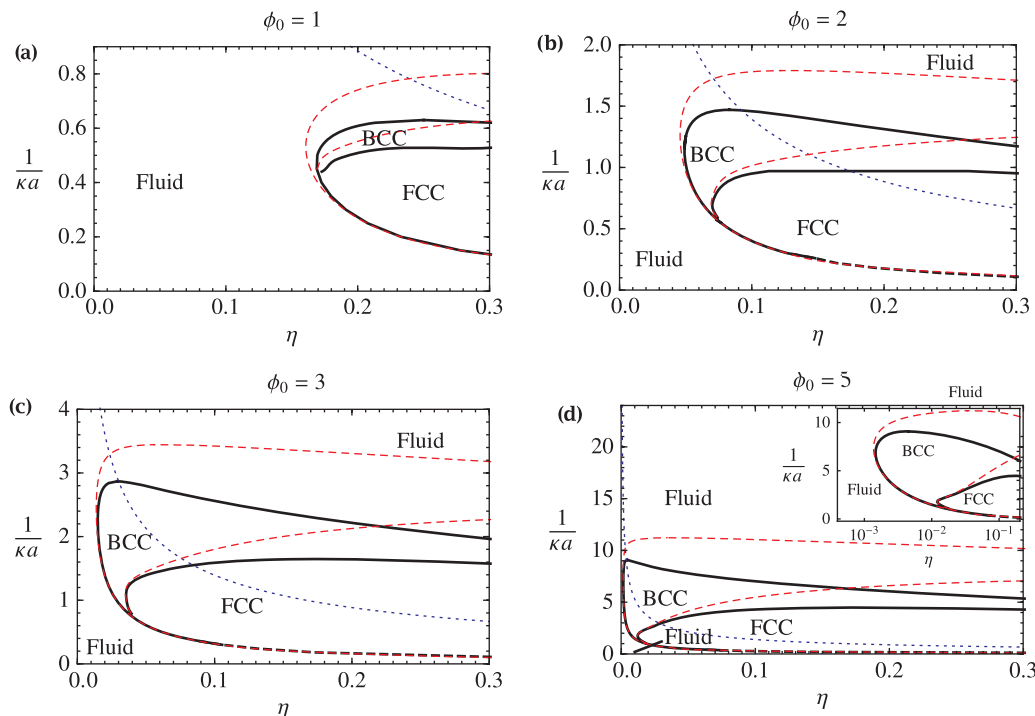 ϕ₀ = 1
(a)
0.8
0.6
0.4
0.2
0.0
1/κa
Fluid
BCC
FCC
0.0 0.1 0.2 0.3
η
ϕ₀ = 2
(b)
2.0
1.5
1.0
0.5
0.0
1/κa
Fluid
BCC
FCC
Fluid
0.0 0.1 0.2 0.3
η
ϕ₀ = 3
(c)
4
3
2
1
0
1/κa
Fluid
BCC
FCC
Fluid
0.0 0.1 0.2 0.3
η
ϕ₀ = 5
(d)
20
15
10
5
0
1/κa
Fluid
BCC
FCC
Fluid
0.0 0.1 0.2 0.3
η
Fluid
10
5
0
1/κa
BCC
Fluid
FCC
10⁻³ 10⁻² 10⁻¹
η